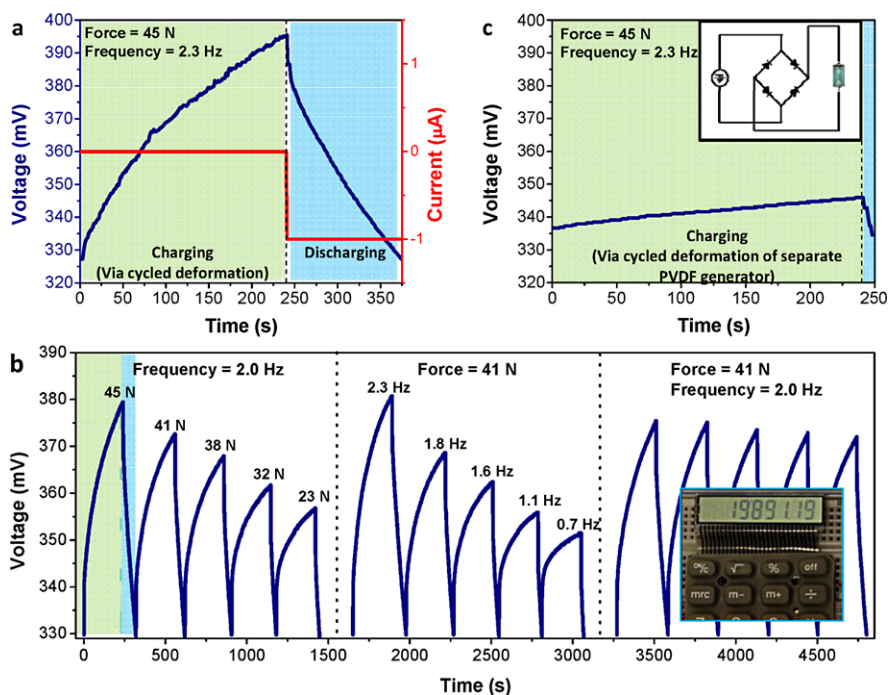 a
Force = 45 N
Frequency = 2.3 Hz
400
390
380
370
360
350
340
330
320
Voltage (mV)
1
0
-1
Current (μA)
Charging
(Via cycled deformation)
Discharging
0 50 100 150 200 250 300 350
Time (s)
c
Force = 45 N
Frequency = 2.3 Hz
400
390
380
370
360
350
340
330
320
Voltage (mV)
Charging
(Via cycled deformation of separate
PVDF generator)
0 50 100 150 200 250
Time (s)
b
390
380
370
360
350
340
330
Voltage (mV)
Frequency = 2.0 Hz
45 N
41 N
38 N
32 N
23 N
Force = 41 N
2.3 Hz
1.8 Hz
1.6 Hz
1.1 Hz
0.7 Hz
Force = 41 N
Frequency = 2.0 Hz
1989.1.19
% √ % off
mrc m− m+ ÷
0 500 1000 1500 2000 2500 3000 3500 4000 4500
Time (s)